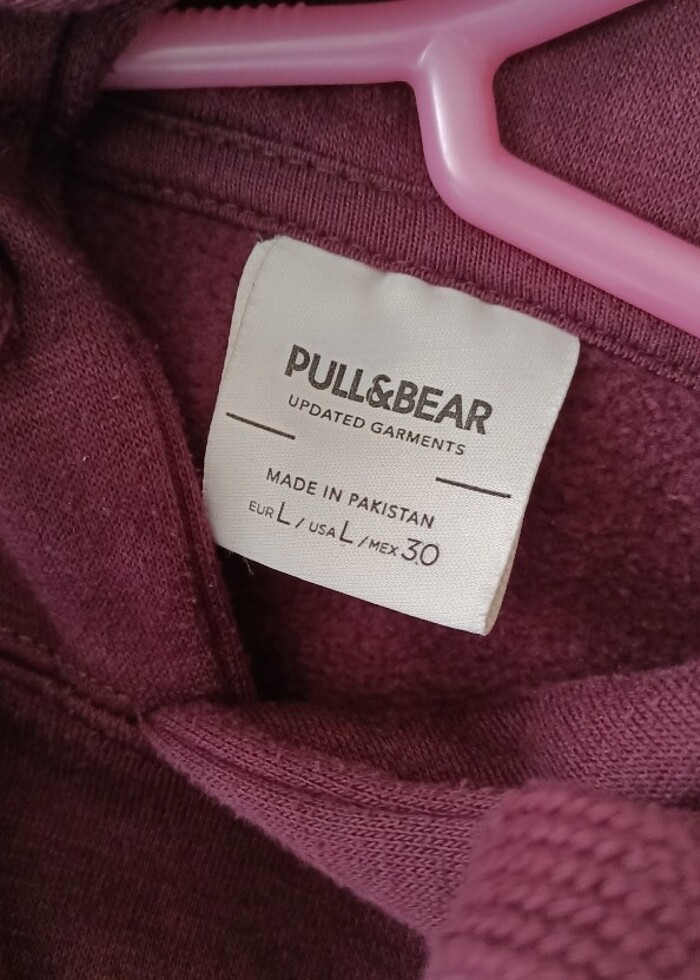 PULL&BEAR
UPDATED GARMENTS
MADE IN PAKISTAN
EUR L / USA L / MEX 30